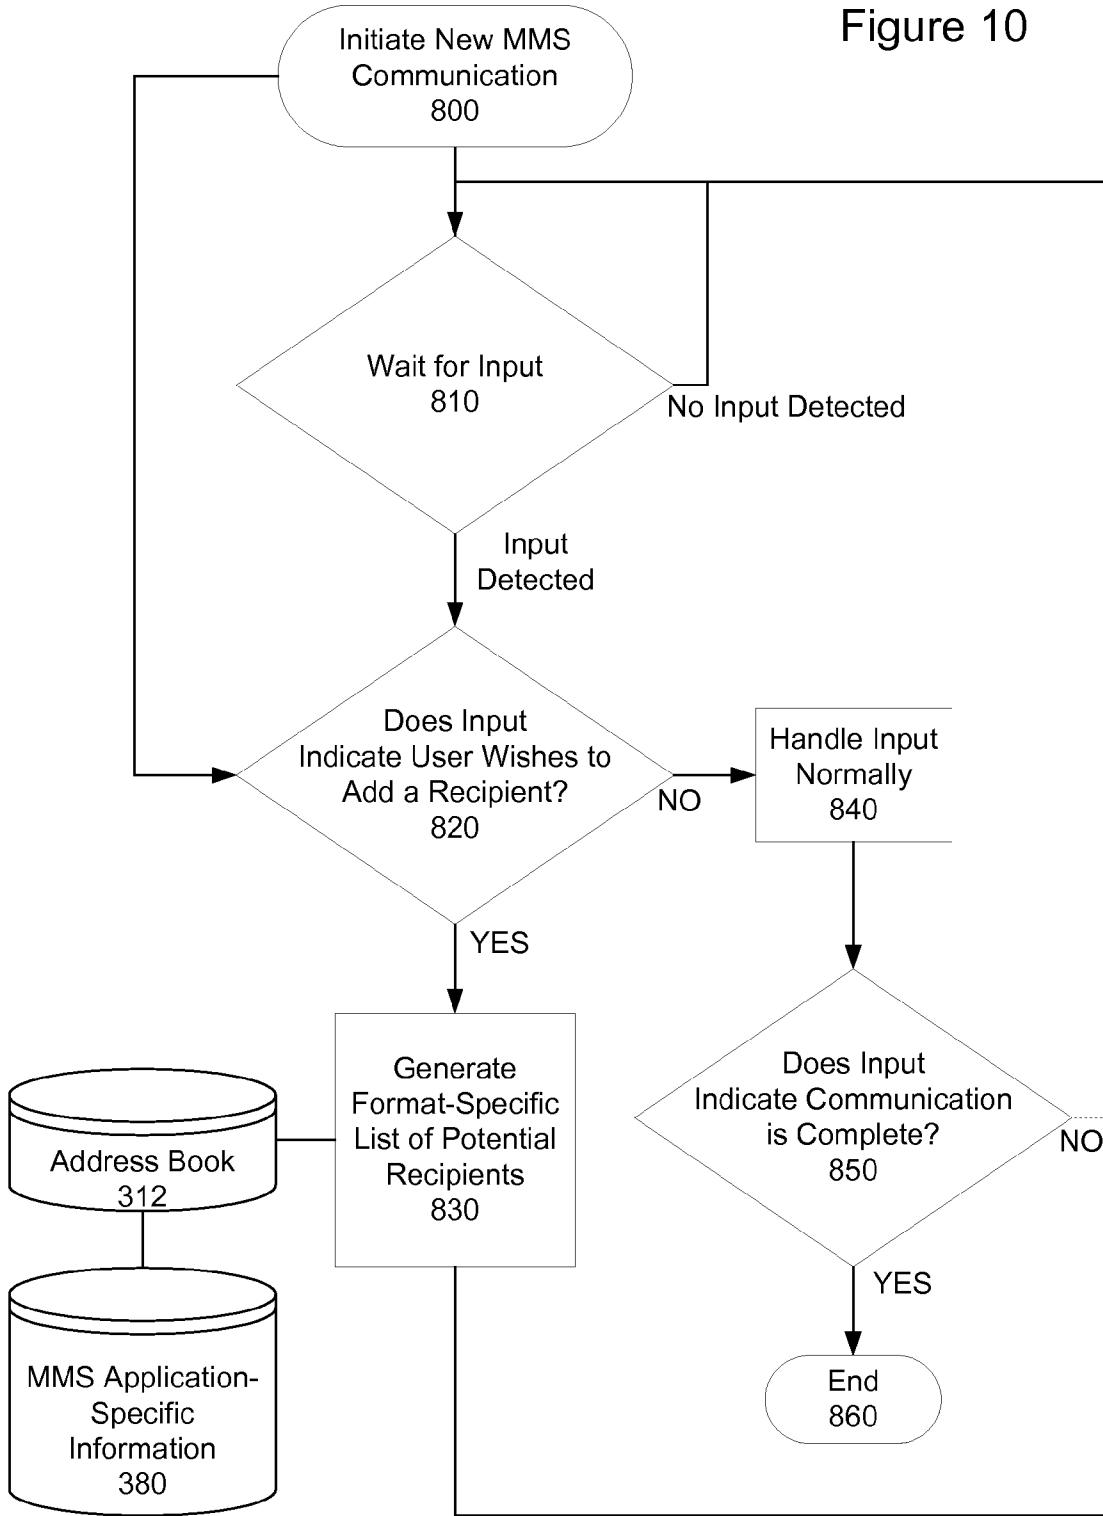 Figure 10
Initiate New MMS
Communication
800
Wait for Input
810
No Input Detected
Input
Detected
Does Input
Indicate User Wishes to
Add a Recipient?
820
NO
Handle Input
Normally
840
YES
Generate
Format-Specific
List of Potential
Recipients
830
Address Book
312
Does Input
Indicate Communication
is Complete?
850
NO
YES
MMS Application-
Specific
Information
380
End
860